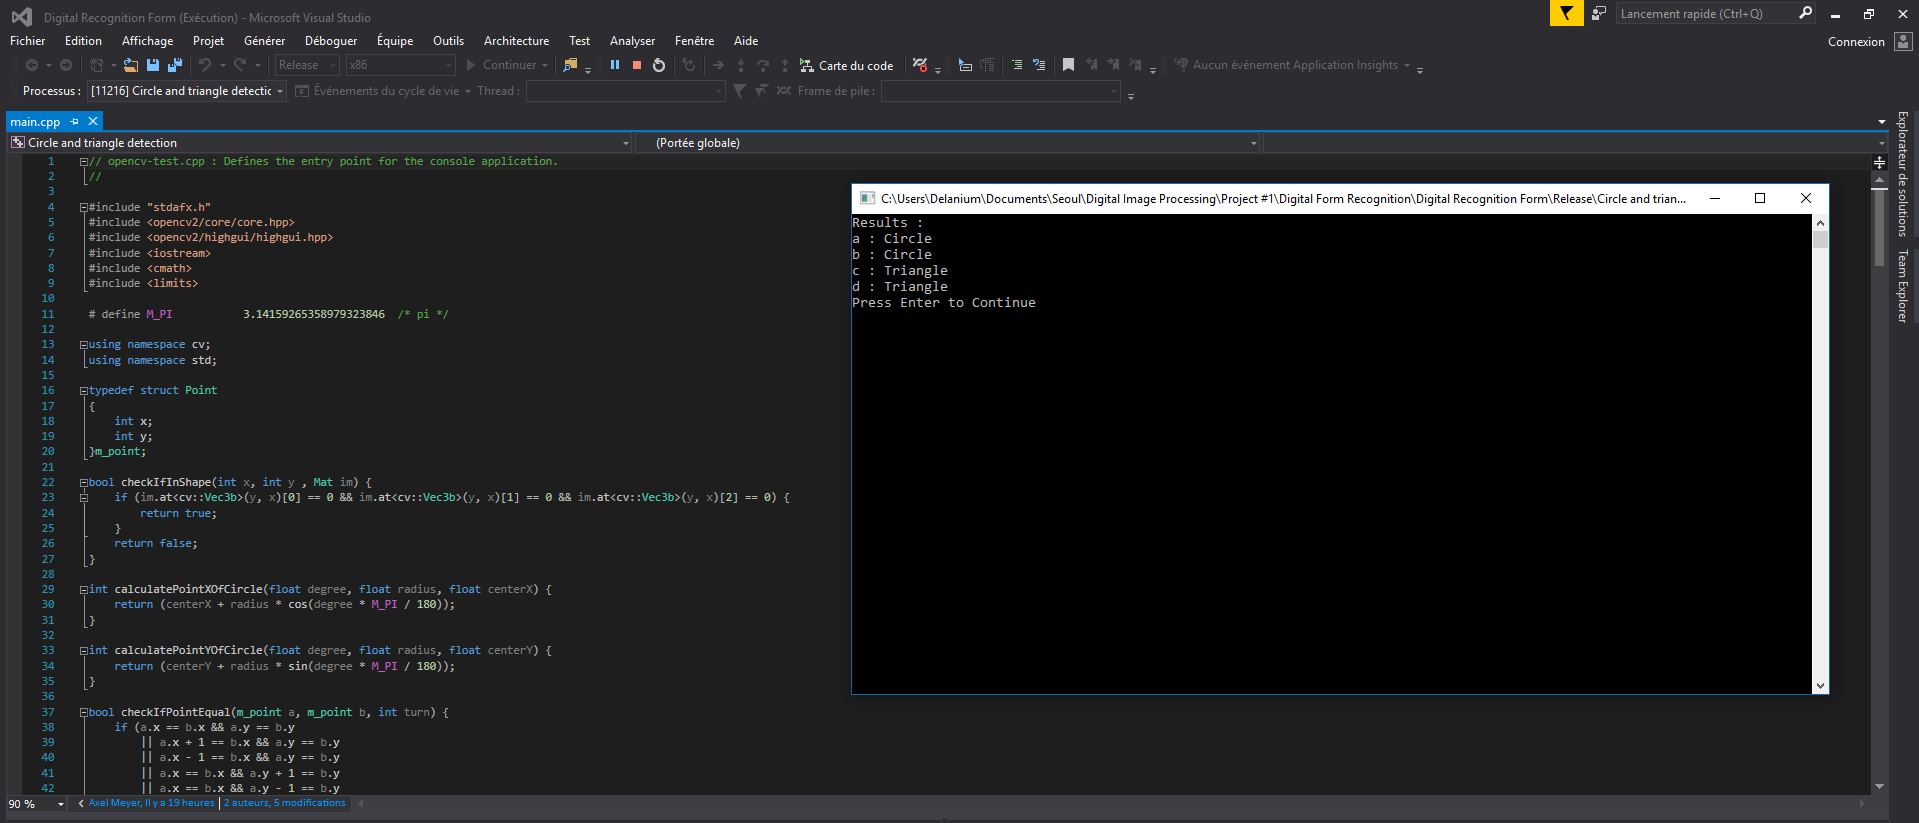 Digital Recognition Form (Exécution) - Microsoft Visual Studio
Lancement rapide (Ctrl+Q)
Fichier Edition Affichage Projet Générer Déboguer Équipe Outils Architecture Test Analyser Fenêtre Aide
Connexion
Release x86 Continuer Carte du code Aucun événement Application Insights
Processus : [11216] Circle and triangle detectic Événements du cycle de vie Thread : Frame de pile :
main.cpp
Circle and triangle detection (Portée globale)
1 // opencv-test.cpp : Defines the entry point for the console application.
2 //
3
4 #include "stdafx.h"
5 #include <opencv2/core/core.hpp>
6 #include <opencv2/highgui/highgui.hpp>
7 #include <iostream>
8 #include <cmath>
9 #include <limits>
10
11 # define M_PI 3.14159265358979323846 /* pi */
12
13 using namespace cv;
14 using namespace std;
15
16 typedef struct Point
17 {
18 int x;
19 int y;
20 }m_point;
21
22 bool checkIfInShape(int x, int y , Mat im) {
23 if (im.at<cv::Vec3b>(y, x)[0] == 0 && im.at<cv::Vec3b>(y, x)[1] == 0 && im.at<cv::Vec3b>(y, x)[2] == 0) {
24 return true;
25 }
26 return false;
27 }
28
29 int calculatePointXOfCircle(float degree, float radius, float centerX) {
30 return (centerX + radius * cos(degree * M_PI / 180));
31 }
32
33 int calculatePointYOfCircle(float degree, float radius, float centerY) {
34 return (centerY + radius * sin(degree * M_PI / 180));
35 }
36
37 bool checkIfPointEqual(m_point a, m_point b, int turn) {
38 if (a.x == b.x && a.y == b.y
39 || a.x + 1 == b.x && a.y == b.y
40 || a.x - 1 == b.x && a.y == b.y
41 || a.x == b.x && a.y + 1 == b.y
42 || a.x == b.x && a.y - 1 == b.y
90 % Axel Meyer, Il y a 19 heures | 2 auteurs, 5 modifications
C:\Users\Delanium\Documents\Seoul\Digital Image Processing\Project #1\Digital Form Recognition\Digital Recognition Form\Release\Circle and trian...
Results :
a : Circle
b : Circle
c : Triangle
d : Triangle
Press Enter to Continue
Explorateur de solutions
Team Explorer